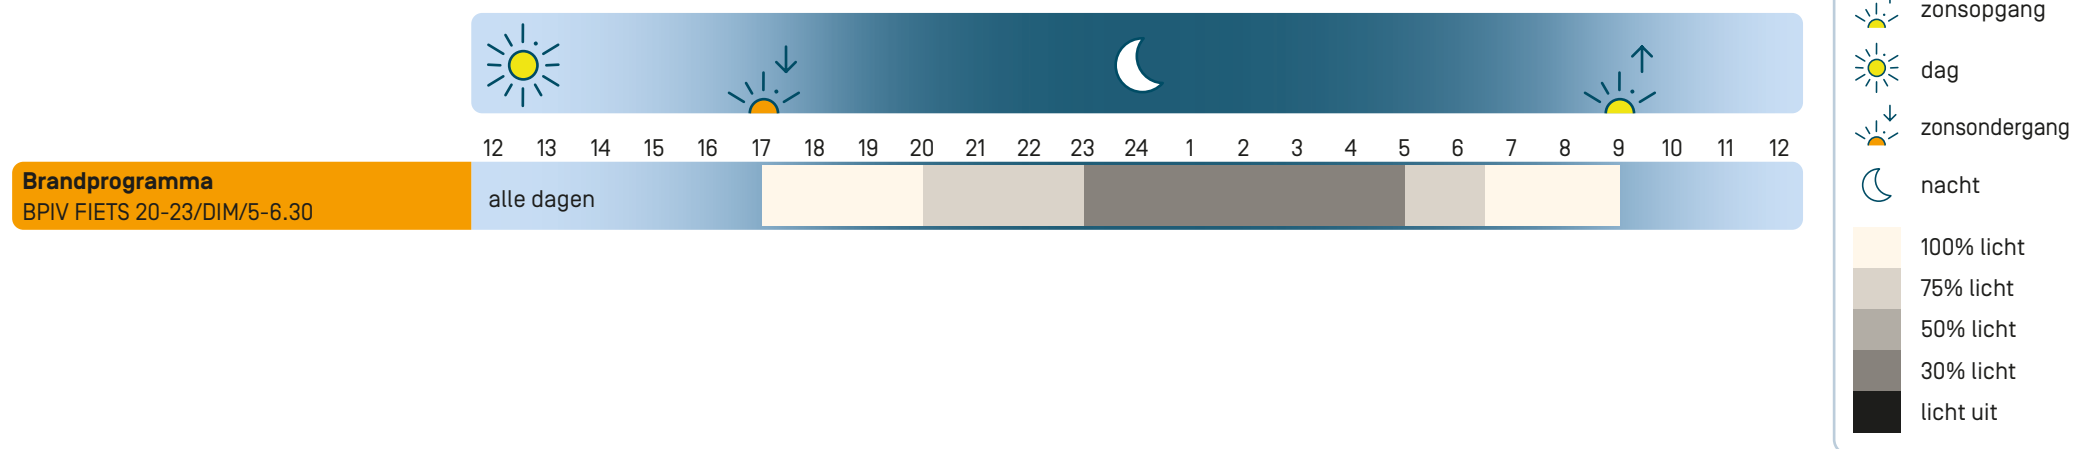 12 13 14 15 16 17 18 19 20 21 22 23 24 1 2 3 4 5 6 7 8 9 10 11 12
Brandprogramma
BPIV FIETS 20-23/DIM/5-6.30
alle dagen
zonsopgang
dag
zonsondergang
nacht
100% licht
75% licht
50% licht
30% licht
licht uit